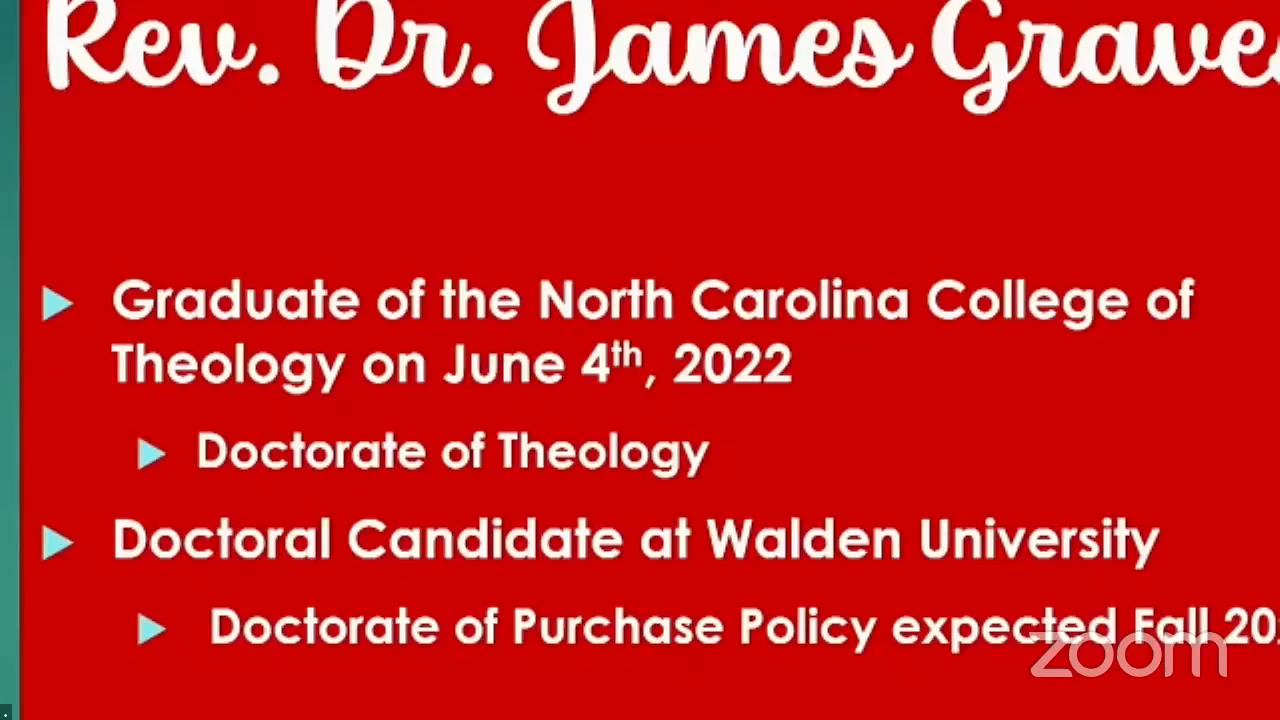 Rev. Dr. James Graves
Graduate of the North Carolina College of
Theology on June 4th, 2022
Doctorate of Theology
Doctoral Candidate at Walden University
Doctorate of Purchase Policy expected Fall
zoom